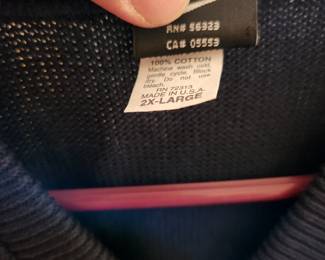 RN# 56323
CA# 05553
100% COTTON
Machine wash cold,
gentle cycle. Block
dry. Do not use
bleach.
RN 72313
MADE IN U.S.A.
2X-LARGE